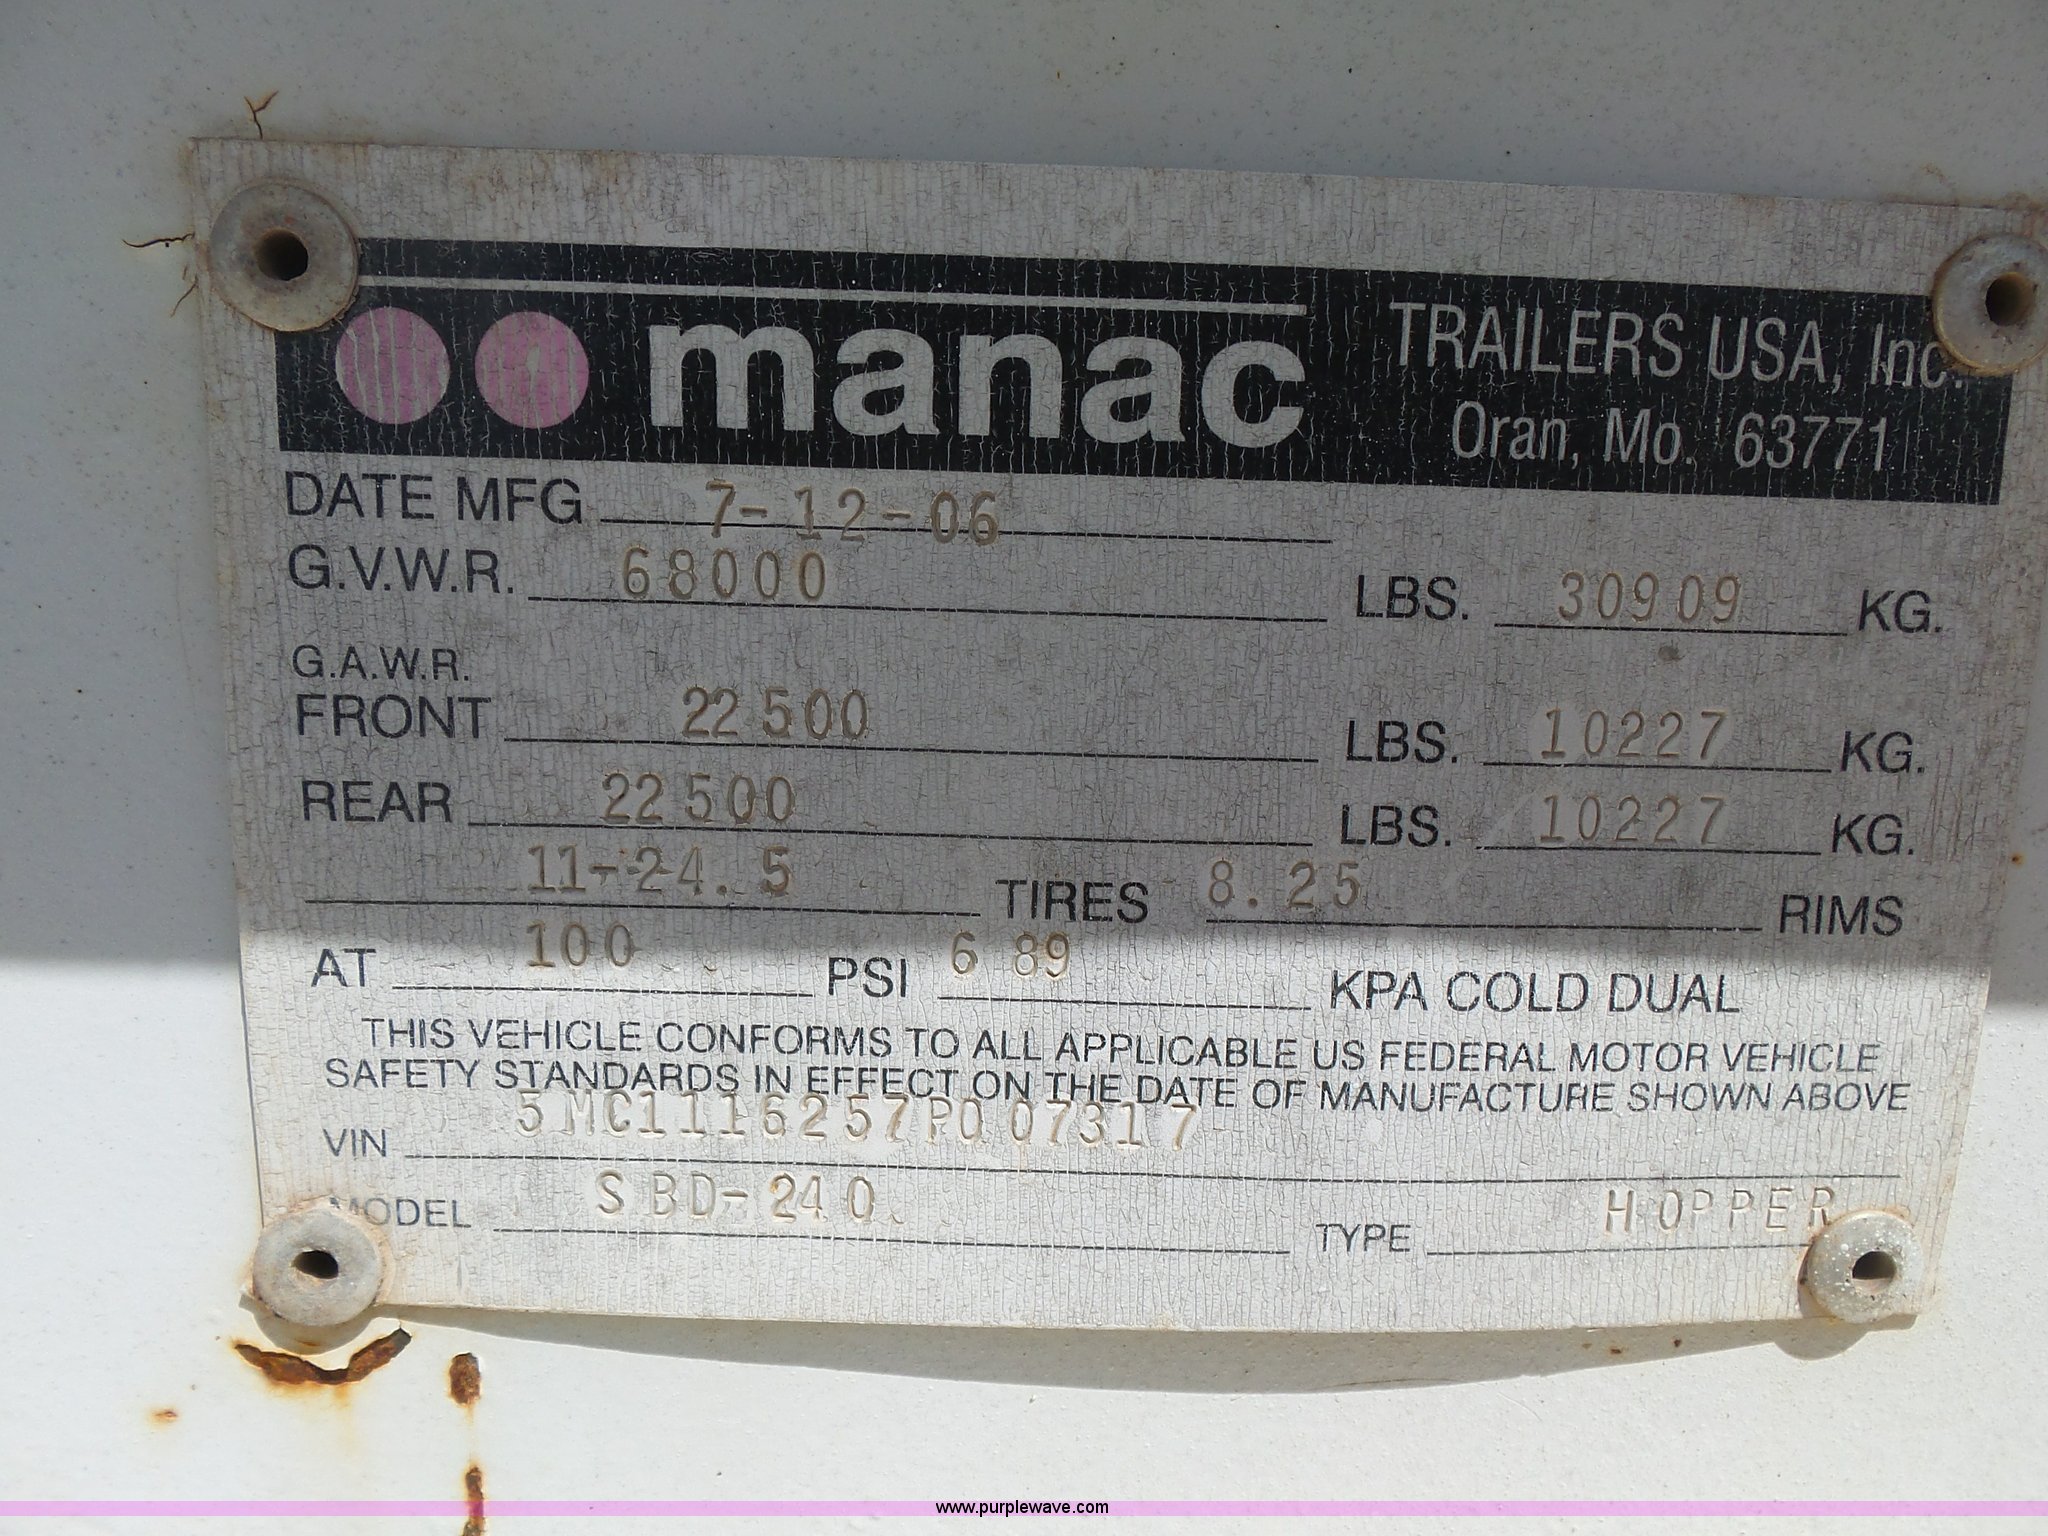 manac TRAILERS USA, Inc.
Oran, Mo. 63771
DATE MFG 7-12-06
G.V.W.R. 68000 LBS. 30909 KG.
G.A.W.R.
FRONT 22500 LBS. 10227 KG.
REAR 22500 LBS. 10227 KG.
11-24.5 TIRES 8.25 RIMS
AT 100 PSI 689 KPA COLD DUAL
THIS VEHICLE CONFORMS TO ALL APPLICABLE US FEDERAL MOTOR VEHICLE
SAFETY STANDARDS IN EFFECT ON THE DATE OF MANUFACTURE SHOWN ABOVE
VIN 5MC1116257P007317
MODEL SBD-240 TYPE HOPPER
www.purplewave.com